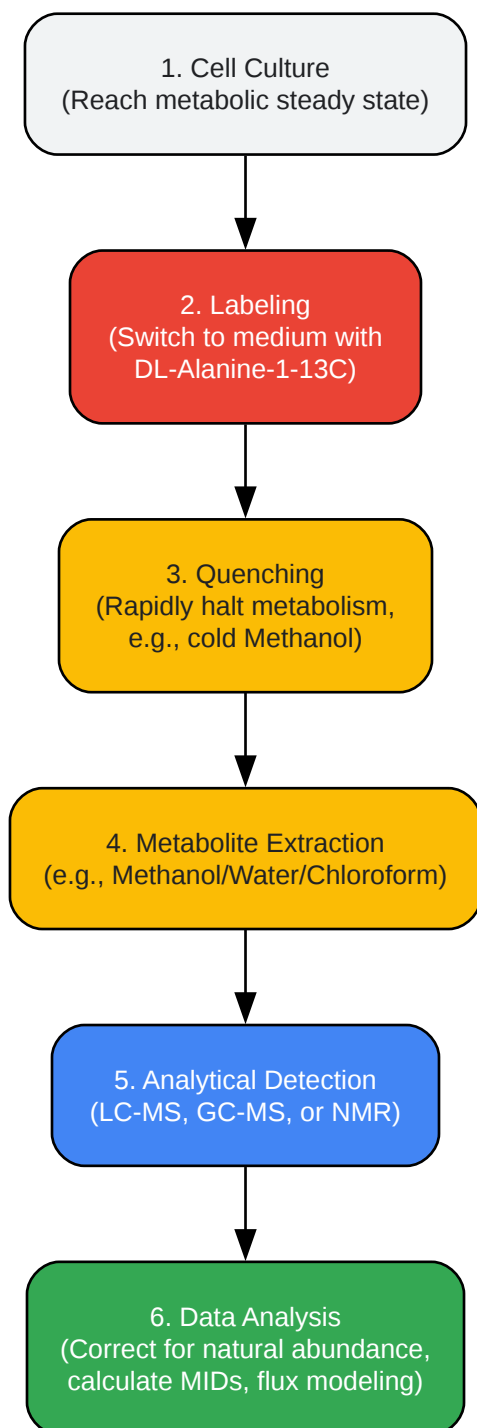 1. Cell Culture
(Reach metabolic steady state)
2. Labeling
(Switch to medium with
DL-Alanine-1-13C)
3. Quenching
(Rapidly halt metabolism,
e.g., cold Methanol)
4. Metabolite Extraction
(e.g., Methanol/Water/Chloroform)
5. Analytical Detection
(LC-MS, GC-MS, or NMR)
6. Data Analysis
(Correct for natural abundance,
calculate MIDs, flux modeling)